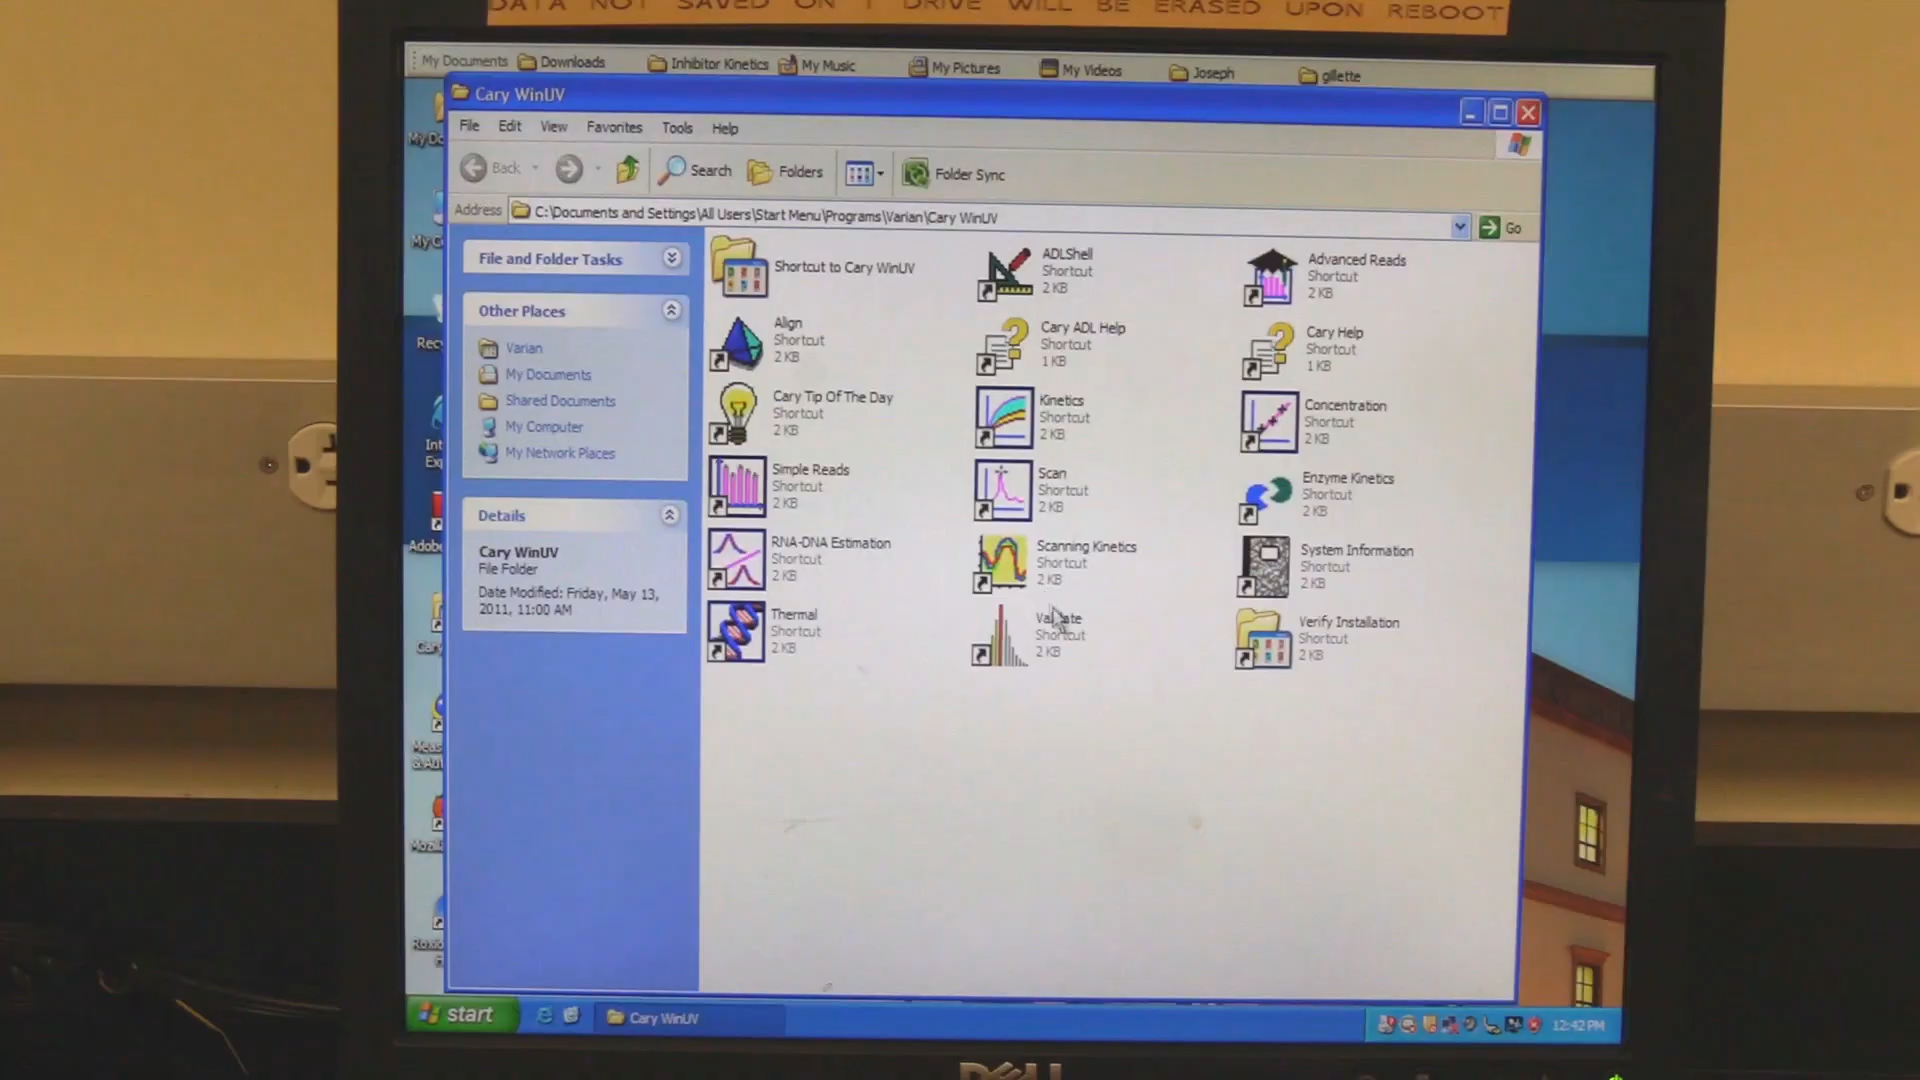 DATA NOT SAVED ON T DRIVE WILL BE ERASED UPON REBOOT
My Documents Downloads Inhibitor Kinetics My Music My Pictures My Videos Joseph gillette
Cary WinUV
File Edit View Favorites Tools Help
Back Search Folders Folder Sync
Address C:\Documents and Settings\All Users\Start Menu\Programs\Varian\Cary WinUV Go
File and Folder Tasks
Other Places
Varian
My Documents
Shared Documents
My Computer
My Network Places
Details
Cary WinUV
File Folder
Date Modified: Friday, May 13,
2011, 11:00 AM
Shortcut to Cary WinUV
ADLShell
Shortcut
2 KB
Advanced Reads
Shortcut
2 KB
Align
Shortcut
2 KB
Cary ADL Help
Shortcut
1 KB
Cary Help
Shortcut
1 KB
Cary Tip Of The Day
Shortcut
2 KB
Kinetics
Shortcut
2 KB
Concentration
Shortcut
2 KB
Simple Reads
Shortcut
2 KB
Scan
Shortcut
2 KB
Enzyme Kinetics
Shortcut
2 KB
RNA-DNA Estimation
Shortcut
2 KB
Scanning Kinetics
Shortcut
2 KB
System Information
Shortcut
2 KB
Thermal
Shortcut
2 KB
Validate
Shortcut
2 KB
Verify Installation
Shortcut
2 KB
start Cary WinUV 12:42 PM
DELL